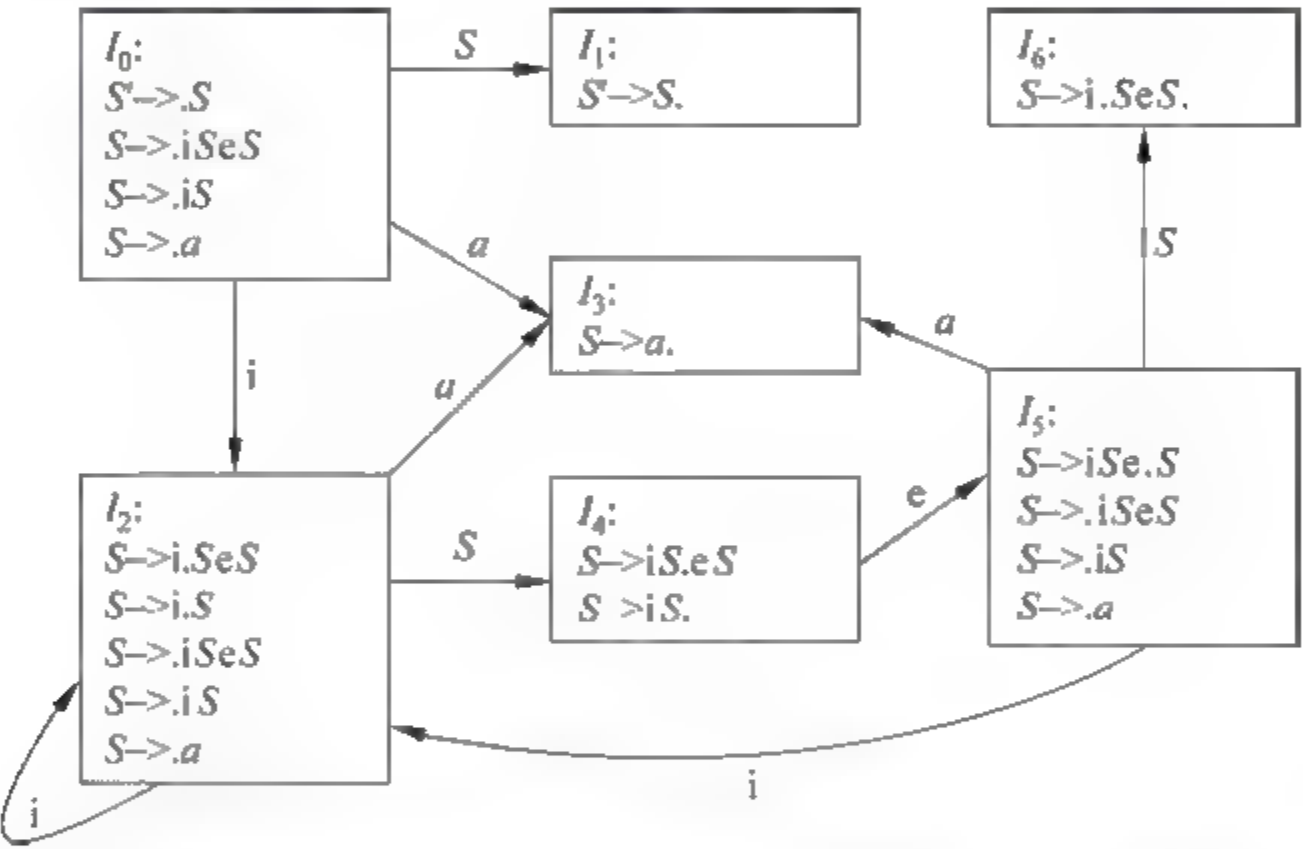 I₀:
S'->.S
S->.iSeS
S->.iS
S->.a
S
I₁:
S'->S.
I₆:
S->i.SeS.
a
I₃:
S->a.
a
S
i
a
I₂:
S->i.SeS
S->i.S
S->.iSeS
S->.iS
S->.a
S
I₄:
S->iS.eS
S >iS.
e
I₅:
S->iSe.S
S->.iSeS
S->.iS
S->.a
i
i